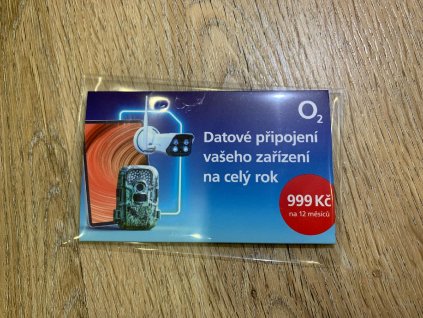 O2
Datové připojení
vašeho zařízení
na celý rok
999 Kč
na 12 měsíců